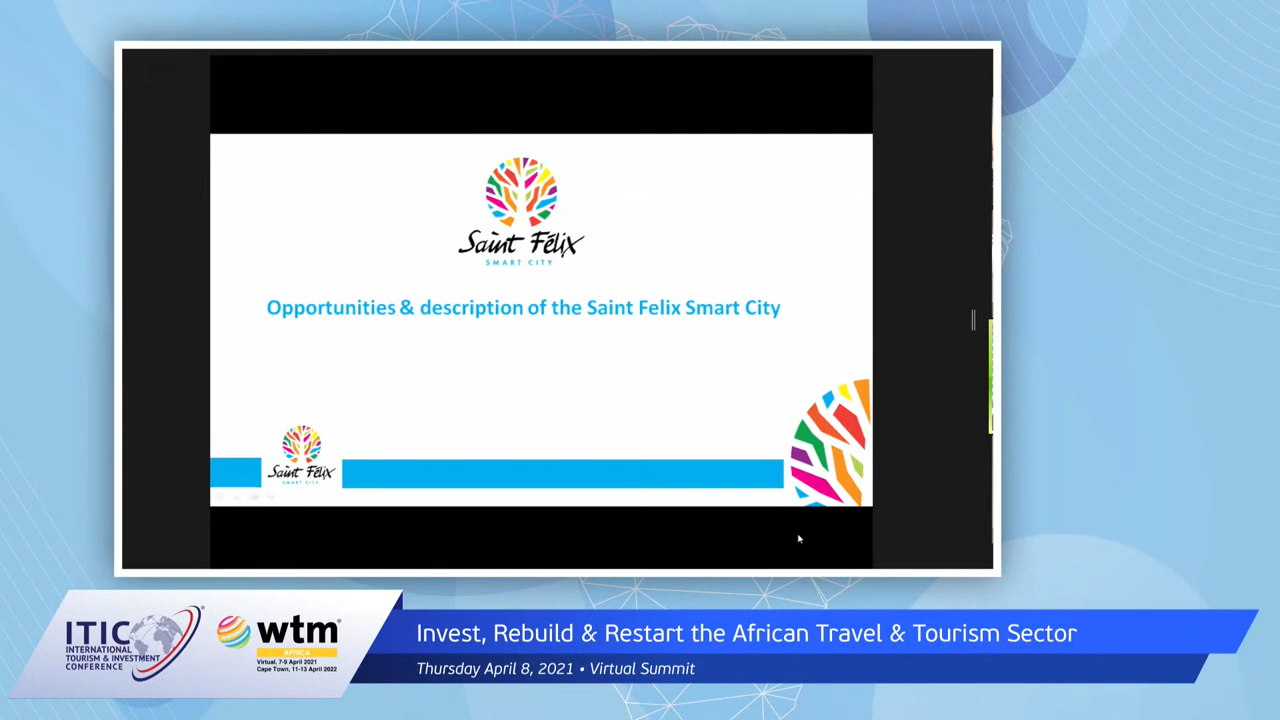 Saint Félix
SMART CITY
Opportunities & description of the Saint Felix Smart City
Saint Félix
SMART CITY
ITIC
INTERNATIONAL
TOURISM & INVESTMENT
CONFERENCE
wtm
AFRICA
Virtual, 7-9 April 2021
Cape Town, 11-13 April 2022
Invest, Rebuild & Restart the African Travel & Tourism Sector
Thursday April 8, 2021 • Virtual Summit